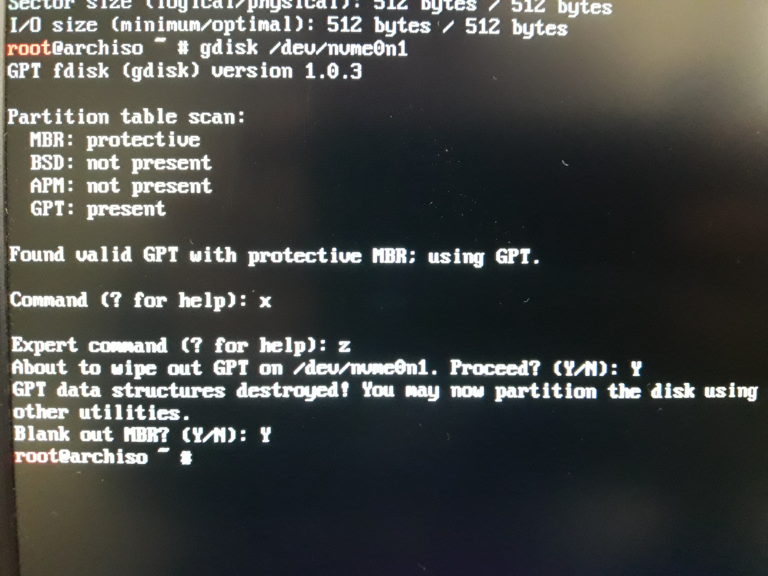 Sector size (logical/physical): 512 bytes / 512 bytes
I/O size (minimum/optimal): 512 bytes / 512 bytes
root@archiso ~ # gdisk /dev/nvme0n1
GPT fdisk (gdisk) version 1.0.3
Partition table scan:
MBR: protective
BSD: not present
APM: not present
GPT: present
Found valid GPT with protective MBR; using GPT.
Command (? for help): x
Expert command (? for help): z
About to wipe out GPT on /dev/nvme0n1. Proceed? (Y/N): Y
GPT data structures destroyed! You may now partition the disk using
other utilities.
Blank out MBR? (Y/N): Y
root@archiso ~ #